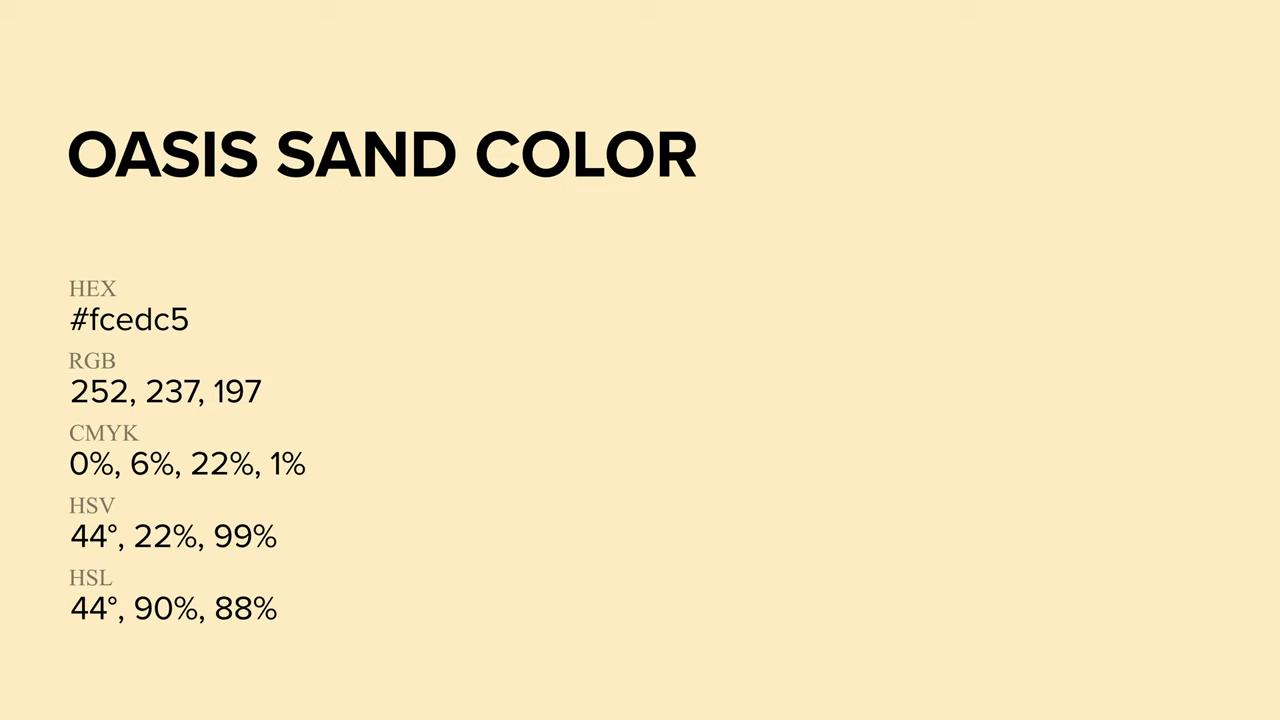 OASIS SAND COLOR
HEX
#fcedc5
RGB
252, 237, 197
CMYK
0%, 6%, 22%, 1%
HSV
44°, 22%, 99%
HSL
44°, 90%, 88%